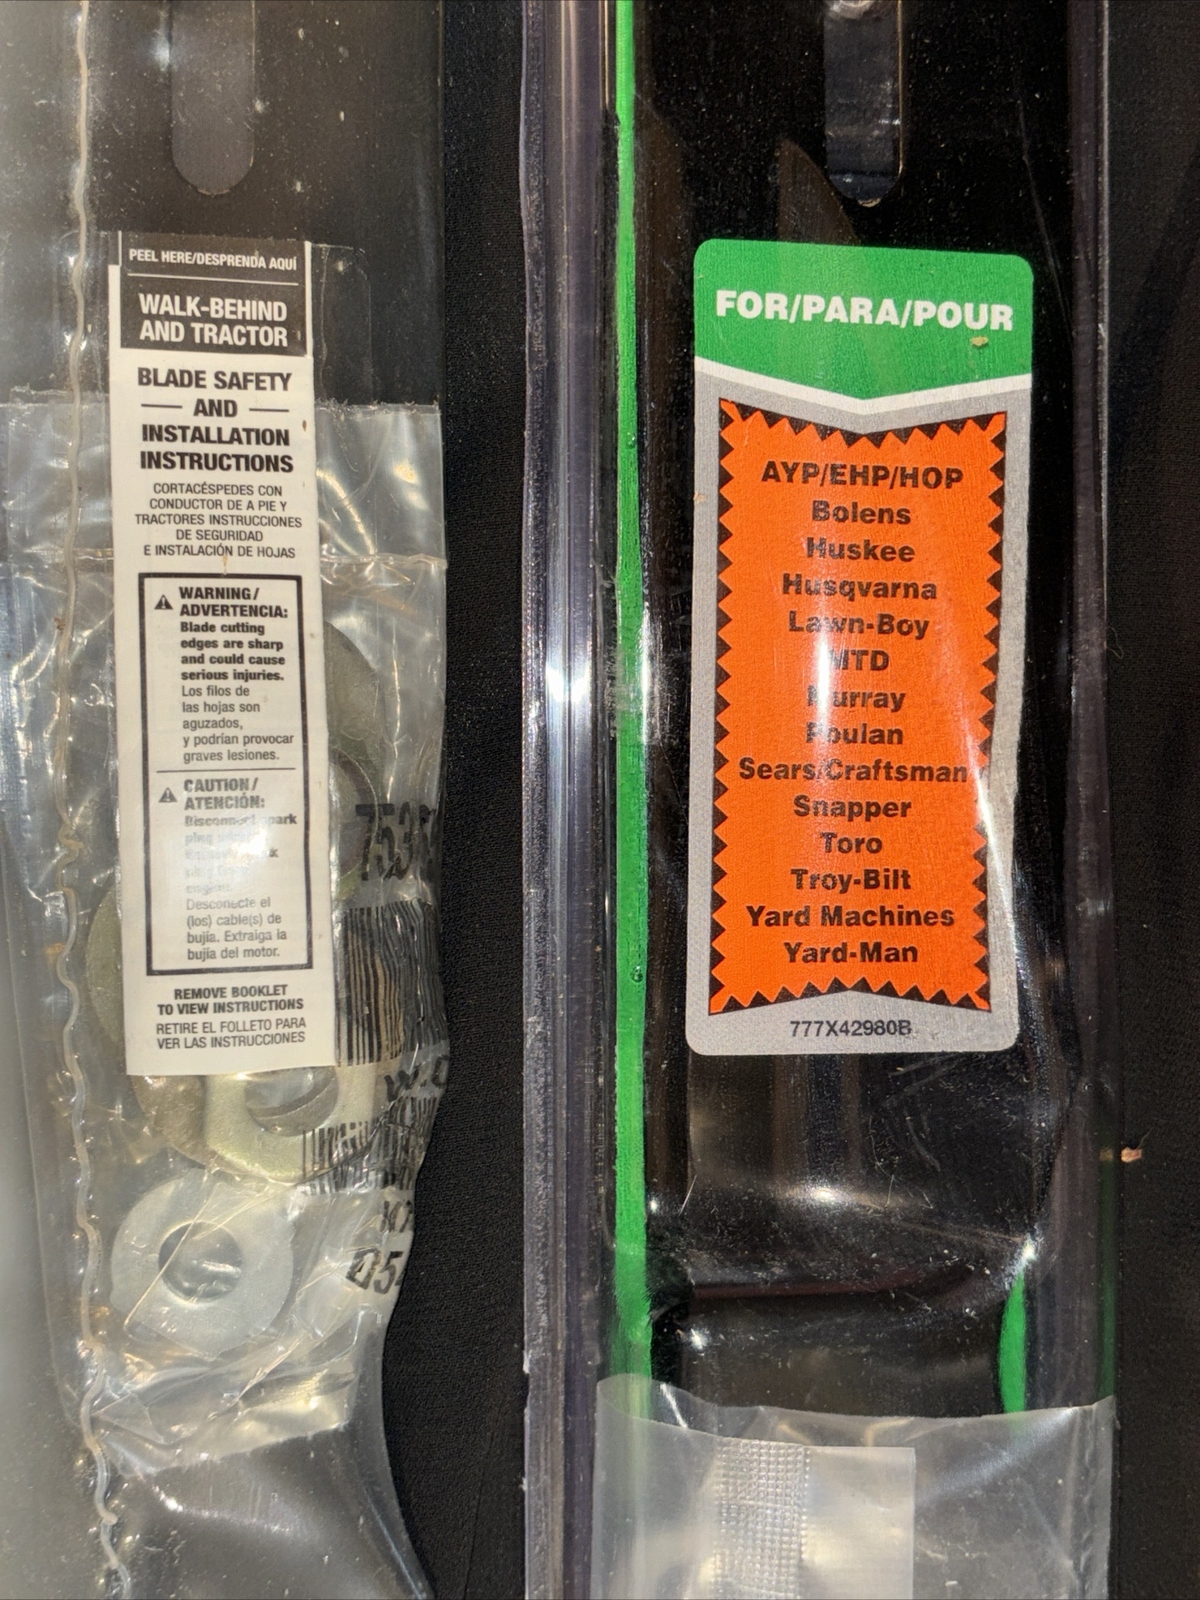 PEEL HERE/DESPRENDA AQUÍ
WALK-BEHIND
AND TRACTOR
BLADE SAFETY
AND
INSTALLATION
INSTRUCTIONS
CORTACÉSPEDES CON
CONDUCTOR DE A PIE Y
TRACTORES INSTRUCCIONES
DE SEGURIDAD
E INSTALACIÓN DE HOJAS
WARNING/
ADVERTENCIA:
Blade cutting
edges are sharp
and could cause
serious injuries.
Los filos de
las hojas son
aguzados,
y podrían provocar
graves lesiones.
CAUTION/
ATENCIÓN:
Disconnect spark
plug
engine.
Desconecte el
(los) cable(s) de
bujía. Extraiga la
bujía del motor.
REMOVE BOOKLET
TO VIEW INSTRUCTIONS
RETIRE EL FOLLETO PARA
VER LAS INSTRUCCIONES
FOR/PARA/POUR
AYP/EHP/HOP
Bolens
Huskee
Husqvarna
Lawn-Boy
MTD
Murray
Poulan
Sears/Craftsman
Snapper
Toro
Troy-Bilt
Yard Machines
Yard-Man
777X42980B